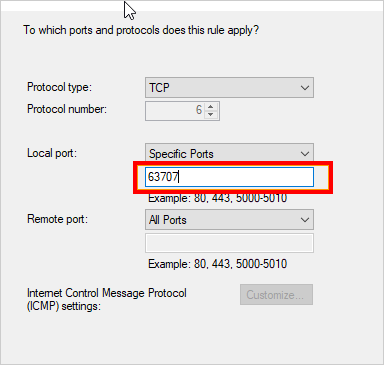 To which ports and protocols does this rule apply?
Protocol type: TCP
Protocol number: 6
Local port: Specific Ports
63707
Example: 80, 443, 5000-5010
Remote port: All Ports
Example: 80, 443, 5000-5010
Internet Control Message Protocol
(ICMP) settings:
Customize...